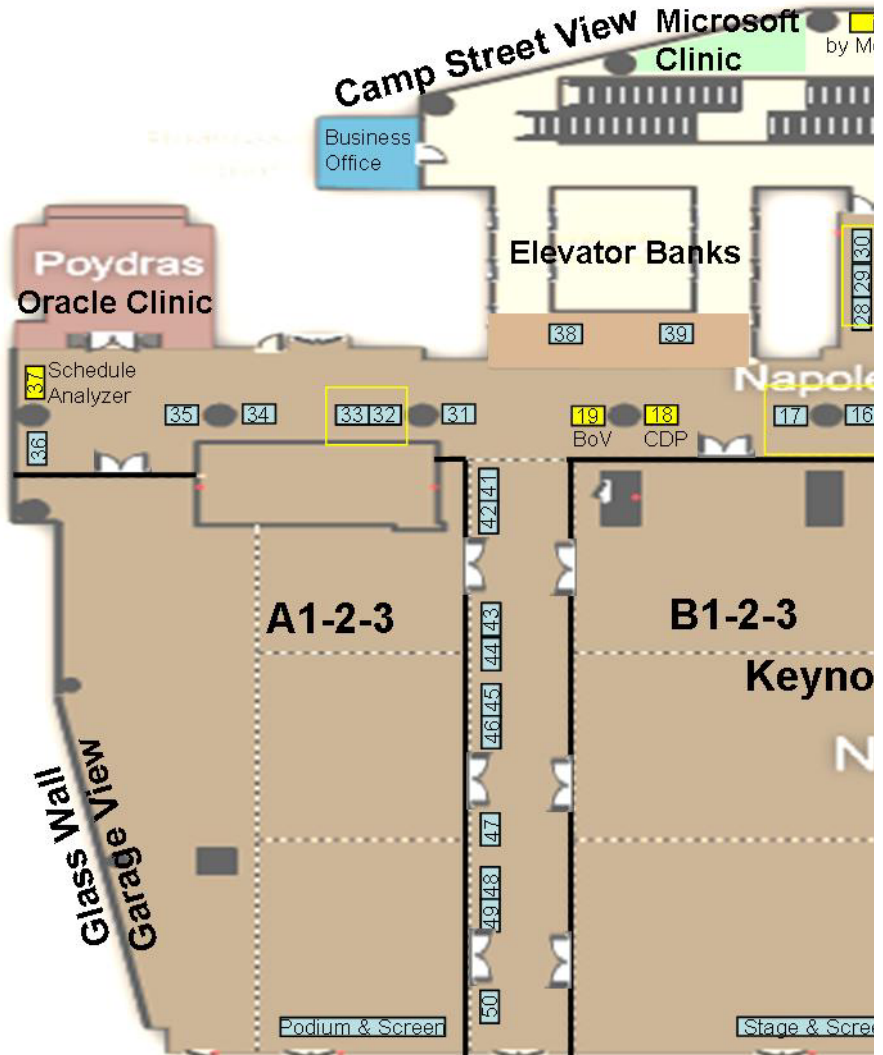 Camp Street View
Microsoft
Clinic
by
Business
Office
Poydras
Oracle Clinic
Elevator Banks
30
29
28
38
39
37
Schedule
Analyzer
Napole
35
34
33
32
31
19
18
17
16
BoV
CDP
36
41
42
A1-2-3
43
B1-2-3
44
Keyno
45
46
N
Glass Wall
Garage View
47
48
49
50
Podium & Screen
Stage & Scree